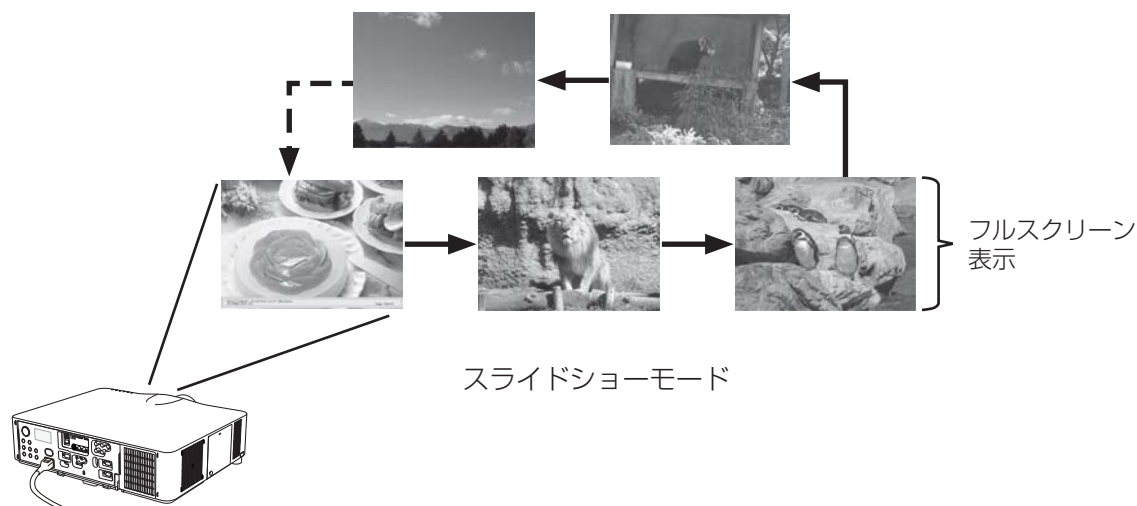 フルスクリーン
表示
スライドショーモード